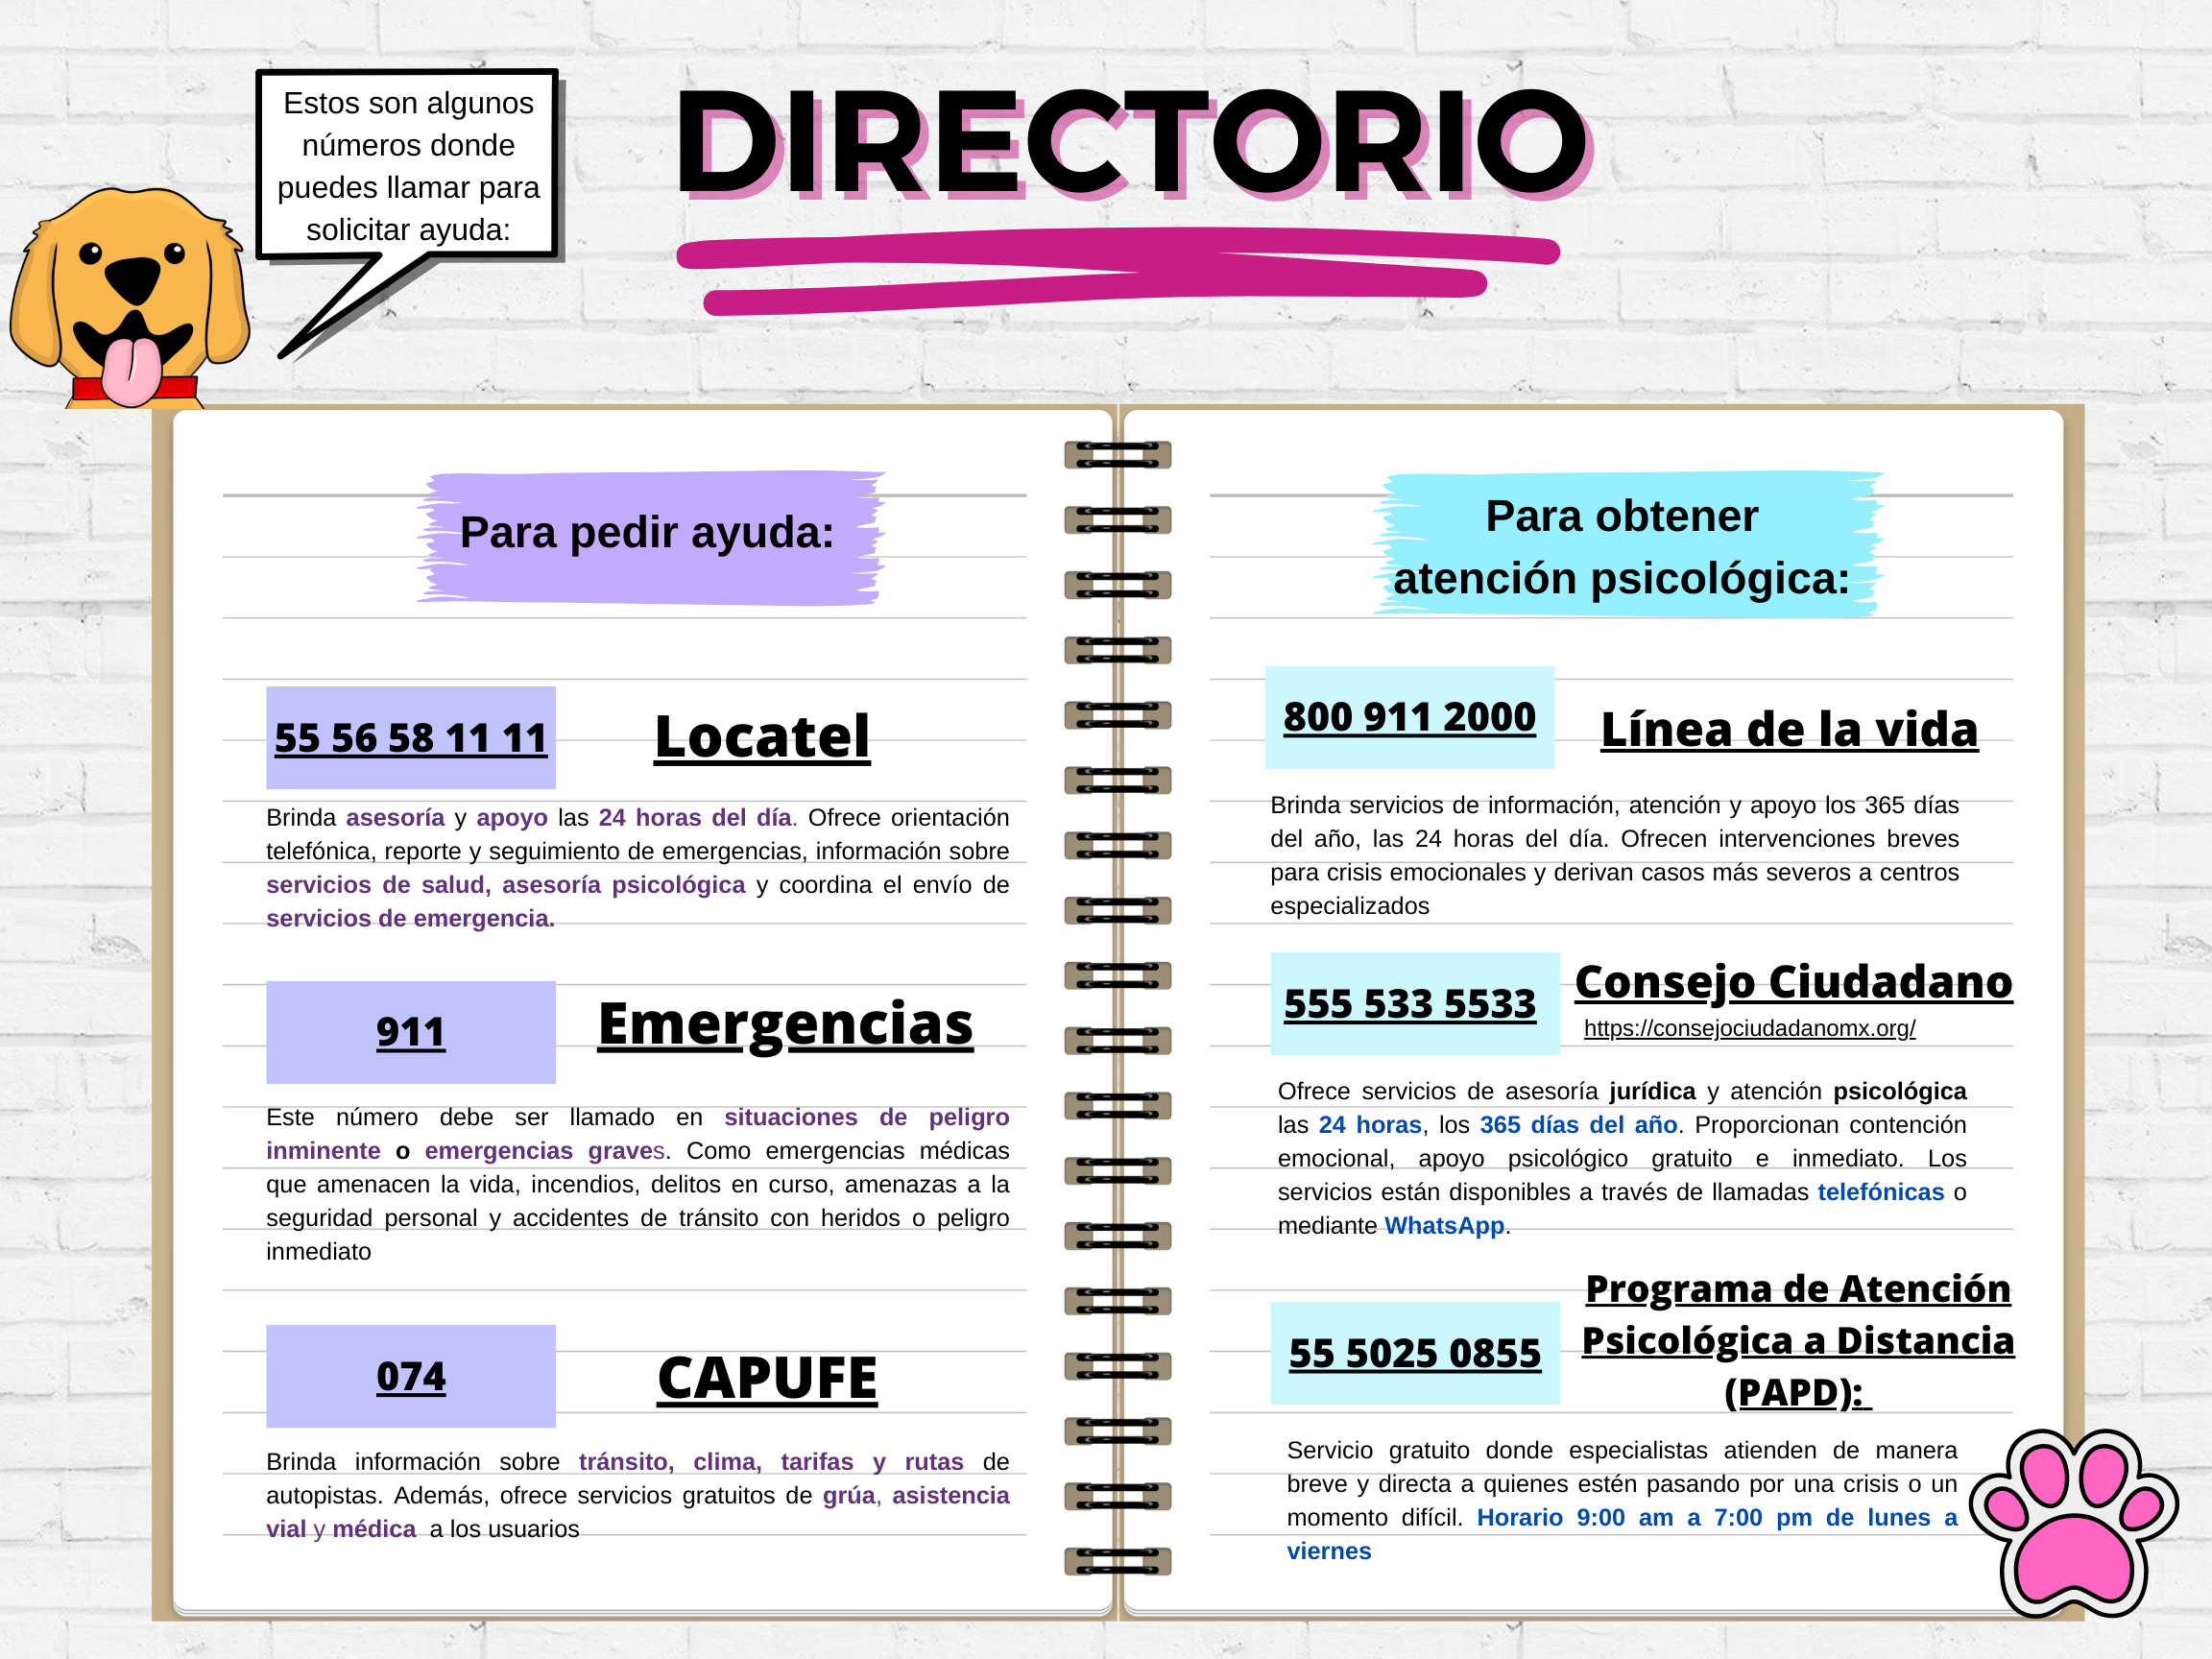 Estos son algunos
números donde
puedes llamar para
solicitar ayuda:
DIRECTORIO
Para pedir ayuda:
55 56 58 11 11
Locatel
Brinda asesoría y apoyo las 24 horas del día. Ofrece orientación
telefónica, reporte y seguimiento de emergencias, información sobre
servicios de salud, asesoría psicológica y coordina el envío de
servicios de emergencia.
911
Emergencias
Este número debe ser llamado en situaciones de peligro
inminente o emergencias graves. Como emergencias médicas
que amenacen la vida, incendios, delitos en curso, amenazas a la
seguridad personal y accidentes de tránsito con heridos o peligro
inmediato
074
CAPUFE
Brinda información sobre tránsito, clima, tarifas y rutas de
autopistas. Además, ofrece servicios gratuitos de grúa, asistencia
vial y médica a los usuarios
Para obtener
atención psicológica:
800 911 2000
Línea de la vida
Brinda servicios de información, atención y apoyo los 365 días
del año, las 24 horas del día. Ofrecen intervenciones breves
para crisis emocionales y derivan casos más severos a centros
especializados
555 533 5533
Consejo Ciudadano
https://consejociudadanomx.org/
Ofrece servicios de asesoría jurídica y atención psicológica
las 24 horas, los 365 días del año. Proporcionan contención
emocional, apoyo psicológico gratuito e inmediato. Los
servicios están disponibles a través de llamadas telefónicas o
mediante WhatsApp.
55 5025 0855
Programa de Atención
Psicológica a Distancia
(PAPD):
Servicio gratuito donde especialistas atienden de manera
breve y directa a quienes estén pasando por una crisis o un
momento difícil. Horario 9:00 am a 7:00 pm de lunes a
viernes